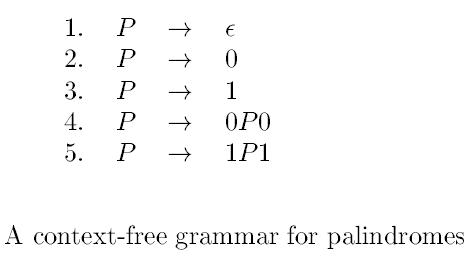 1. P → ϵ
2. P → 0
3. P → 1
4. P → 0P0
5. P → 1P1
A context-free grammar for palindromes